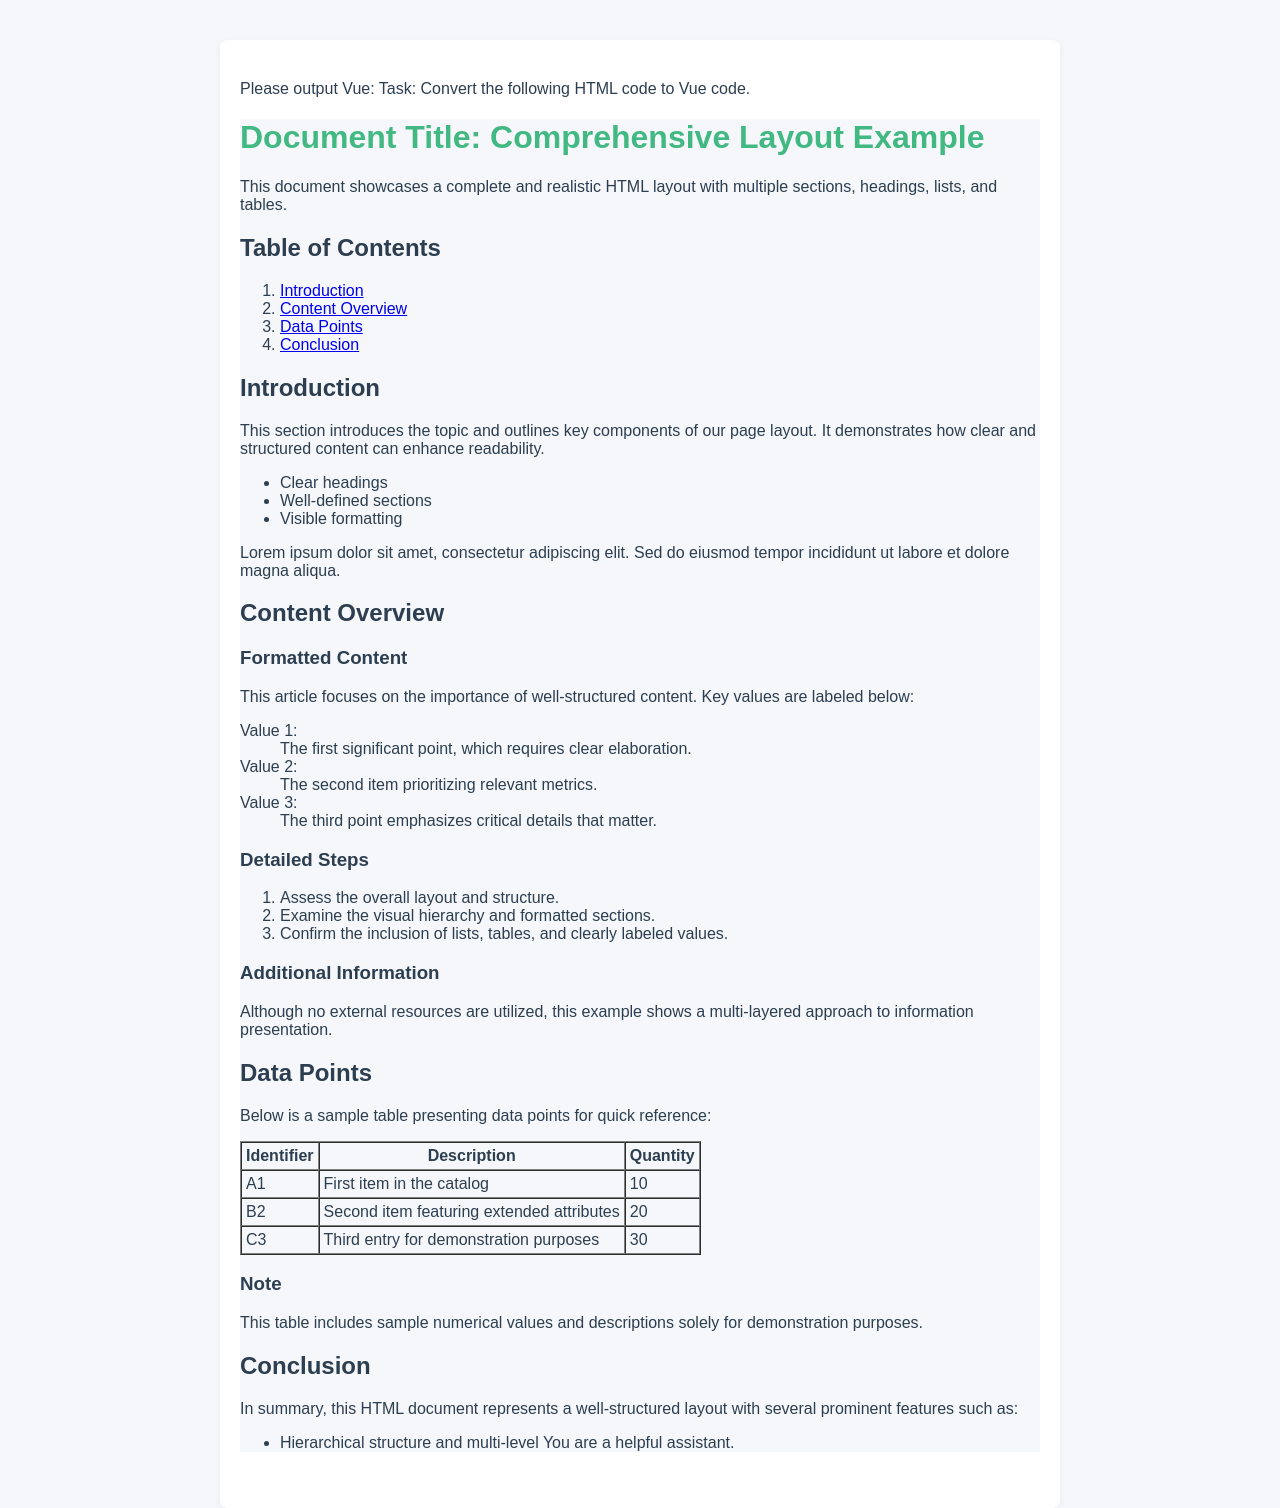 Please output Vue: Task: Convert the following HTML code to Vue code.
Document Title: Comprehensive Layout Example
This document showcases a complete and realistic HTML layout with multiple sections, headings, lists, and
tables.
Table of Contents
1. Introduction
2. Content Overview
3. Data Points
4. Conclusion
Introduction
This section introduces the topic and outlines key components of our page layout. It demonstrates how clear and
structured content can enhance readability.
• Clear headings
• Well-defined sections
• Visible formatting
Lorem ipsum dolor sit amet, consectetur adipiscing elit. Sed do eiusmod tempor incididunt ut labore et dolore
magna aliqua.
Content Overview
Formatted Content
This article focuses on the importance of well-structured content. Key values are labeled below:
Value 1:
The first significant point, which requires clear elaboration.
Value 2:
The second item prioritizing relevant metrics.
Value 3:
The third point emphasizes critical details that matter.
Detailed Steps
1. Assess the overall layout and structure.
2. Examine the visual hierarchy and formatted sections.
3. Confirm the inclusion of lists, tables, and clearly labeled values.
Additional Information
Although no external resources are utilized, this example shows a multi-layered approach to information
presentation.
Data Points
Below is a sample table presenting data points for quick reference:
Identifier Description Quantity
A1 First item in the catalog 10
B2 Second item featuring extended attributes 20
C3 Third entry for demonstration purposes 30
Note
This table includes sample numerical values and descriptions solely for demonstration purposes.
Conclusion
In summary, this HTML document represents a well-structured layout with several prominent features such as:
• Hierarchical structure and multi-level You are a helpful assistant.